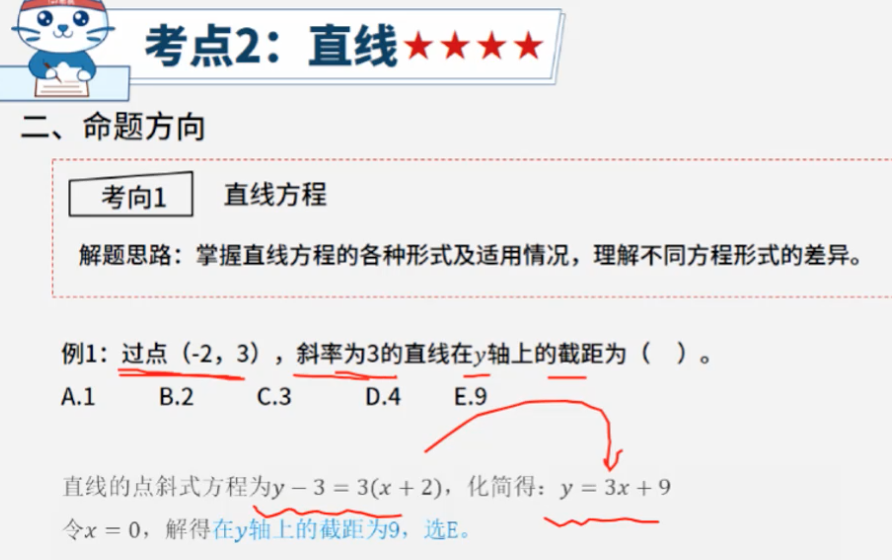 考点2：直线★★★★
二、命题方向
考向1 直线方程
解题思路：掌握直线方程的各种形式及适用情况，理解不同方程形式的差异。
例1：过点（-2，3），斜率为3的直线在y轴上的截距为（ ）。
A.1 B.2 C.3 D.4 E.9
直线的点斜式方程为y − 3 = 3(x + 2)，化简得：y = 3x + 9
令x = 0，解得在y轴上的截距为9，选E。